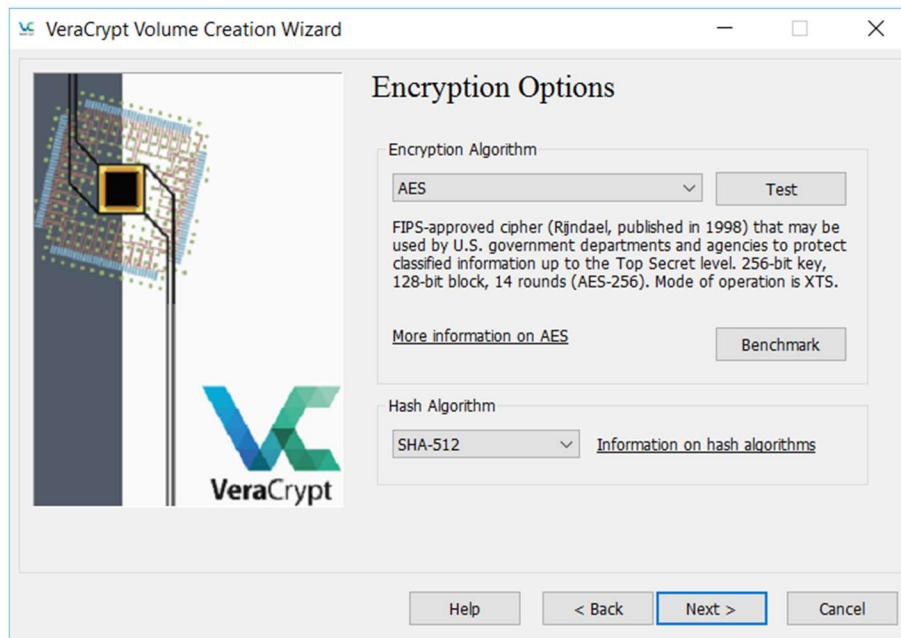 VeraCrypt Volume Creation Wizard
Encryption Options
Encryption Algorithm
AES
Test
FIPS-approved cipher (Rijndael, published in 1998) that may be
used by U.S. government departments and agencies to protect
classified information up to the Top Secret level. 256-bit key,
128-bit block, 14 rounds (AES-256). Mode of operation is XTS.
More information on AES
Benchmark
Hash Algorithm
SHA-512
Information on hash algorithms
VeraCrypt
Help
< Back
Next >
Cancel